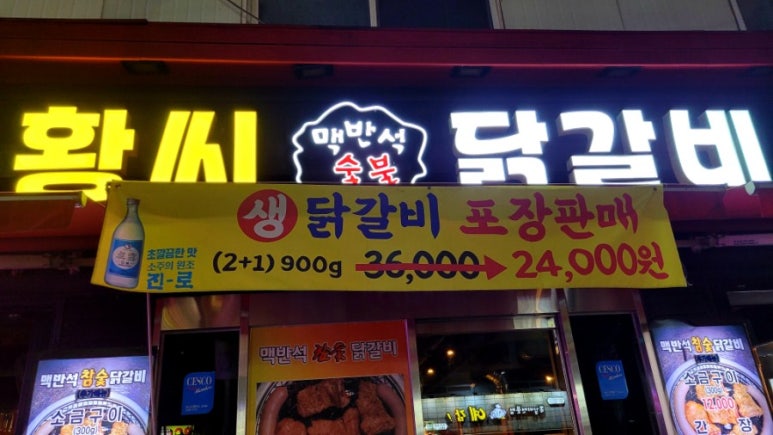 황씨 맥반석 숯불 닭갈비
생 닭갈비 포장판매
초깔끔한 맛
소주의 원조
진-로
(2+1) 900g 36,000 24,000원
맥반석 참숯 닭갈비
소금구이
(300g)
맥반석 참숯 닭갈비
CESCO
CESCO
맥반석 참숯 닭갈비
소금구이
12,000
간장